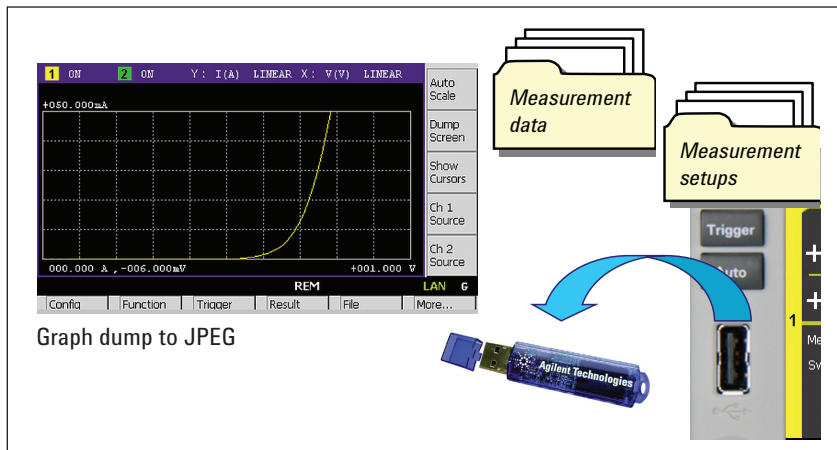 1 ON 2 ON Y: I(A) LINEAR X: V(V) LINEAR
+050.000mA
000.000 A ,-006.000mV +001.000 V
REM LAN G
Auto Scale
Dump Screen
Show Cursors
Ch 1 Source
Ch 2 Source
Config Function Trigger Result File More...
Graph dump to JPEG
Measurement
data
Measurement
setups
Trigger
Auto
+
+
1
Agilent Technologies